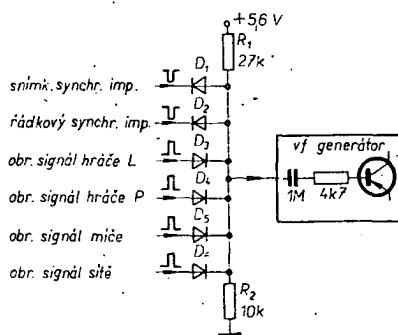 +5,6 V
R1
27k
snímk. synchr. imp. D1
řádkový synchr. imp. D2
obr. signál hráče L D3
obr. signál hráče P D4
obr. signál míče D5
obr. signál sítě
vf generátor
1M
4k7
R2
10k